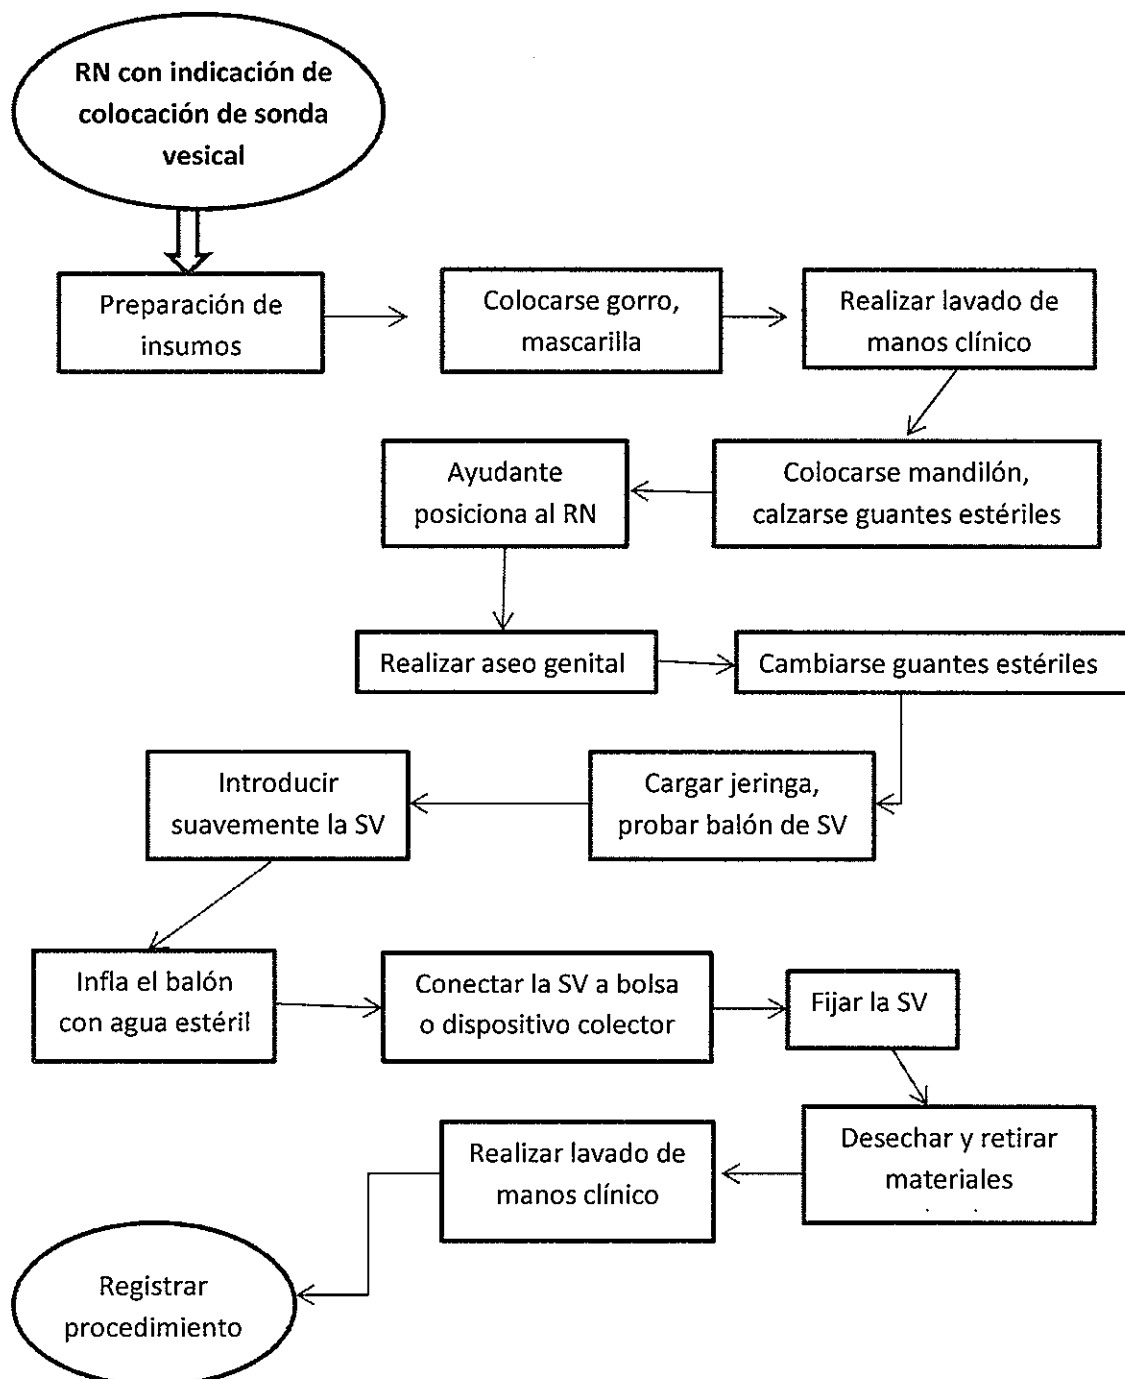 RN con indicación de
colocación de sonda
vesical
Preparación de
insumos
Colocarse gorro,
mascarilla
Realizar lavado de
manos clínico
Colocarse mandilón,
calzarse guantes estériles
Ayudante
posiciona al RN
Realizar aseo genital
Cambiarse guantes estériles
Cargar jeringa,
probar balón de SV
Introducir
suavemente la SV
Infla el balón
con agua estéril
Conectar la SV a bolsa
o dispositivo colector
Fijar la SV
Desechar y retirar
materiales
Realizar lavado de
manos clínico
Registrar
procedimiento